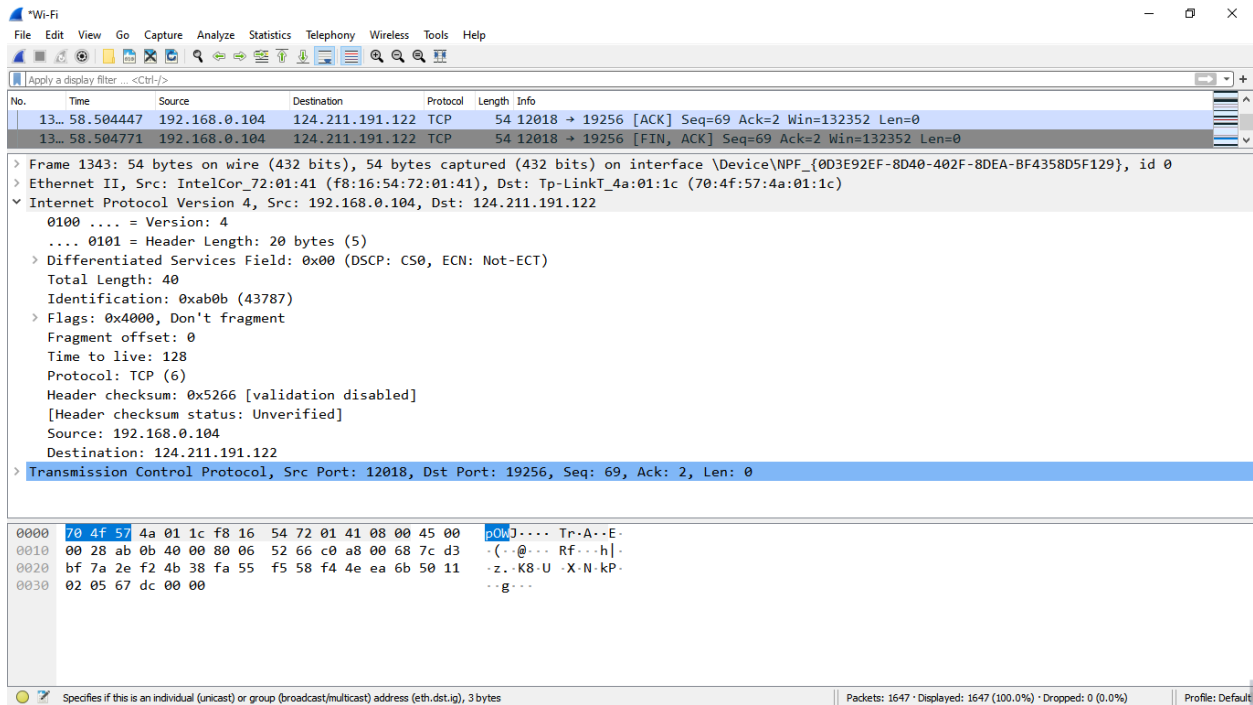 *Wi-Fi
File Edit View Go Capture Analyze Statistics Telephony Wireless Tools Help
Apply a display filter ... <Ctrl-/>
No. Time Source Destination Protocol Length Info
13… 58.504447 192.168.0.104 124.211.191.122 TCP 54 12018 → 19256 [ACK] Seq=69 Ack=2 Win=132352 Len=0
13… 58.504771 192.168.0.104 124.211.191.122 TCP 54 12018 → 19256 [FIN, ACK] Seq=69 Ack=2 Win=132352 Len=0
Frame 1343: 54 bytes on wire (432 bits), 54 bytes captured (432 bits) on interface \Device\NPF_{0D3E92EF-8D40-402F-8DEA-BF4358D5F129}, id 0
Ethernet II, Src: IntelCor_72:01:41 (f8:16:54:72:01:41), Dst: Tp-LinkT_4a:01:1c (70:4f:57:4a:01:1c)
Internet Protocol Version 4, Src: 192.168.0.104, Dst: 124.211.191.122
0100 .... = Version: 4
.... 0101 = Header Length: 20 bytes (5)
Differentiated Services Field: 0x00 (DSCP: CS0, ECN: Not-ECT)
Total Length: 40
Identification: 0xab0b (43787)
Flags: 0x4000, Don't fragment
Fragment offset: 0
Time to live: 128
Protocol: TCP (6)
Header checksum: 0x5266 [validation disabled]
[Header checksum status: Unverified]
Source: 192.168.0.104
Destination: 124.211.191.122
Transmission Control Protocol, Src Port: 12018, Dst Port: 19256, Seq: 69, Ack: 2, Len: 0
0000 70 4f 57 4a 01 1c f8 16 54 72 01 41 08 00 45 00 pOWJ···· Tr·A··E·
0010 00 28 ab 0b 40 00 80 06 52 66 c0 a8 00 68 7c d3 ·(··@··· Rf···h|·
0020 bf 7a 2e f2 4b 38 fa 55 f5 58 f4 4e ea 6b 50 11 ·z.·K8·U ·X·N·kP·
0030 02 05 67 dc 00 00 ··g···
Specifies if this is an individual (unicast) or group (broadcast/multicast) address (eth.dst.ig), 3 bytes Packets: 1647 · Displayed: 1647 (100.0%) · Dropped: 0 (0.0%) Profile: Default